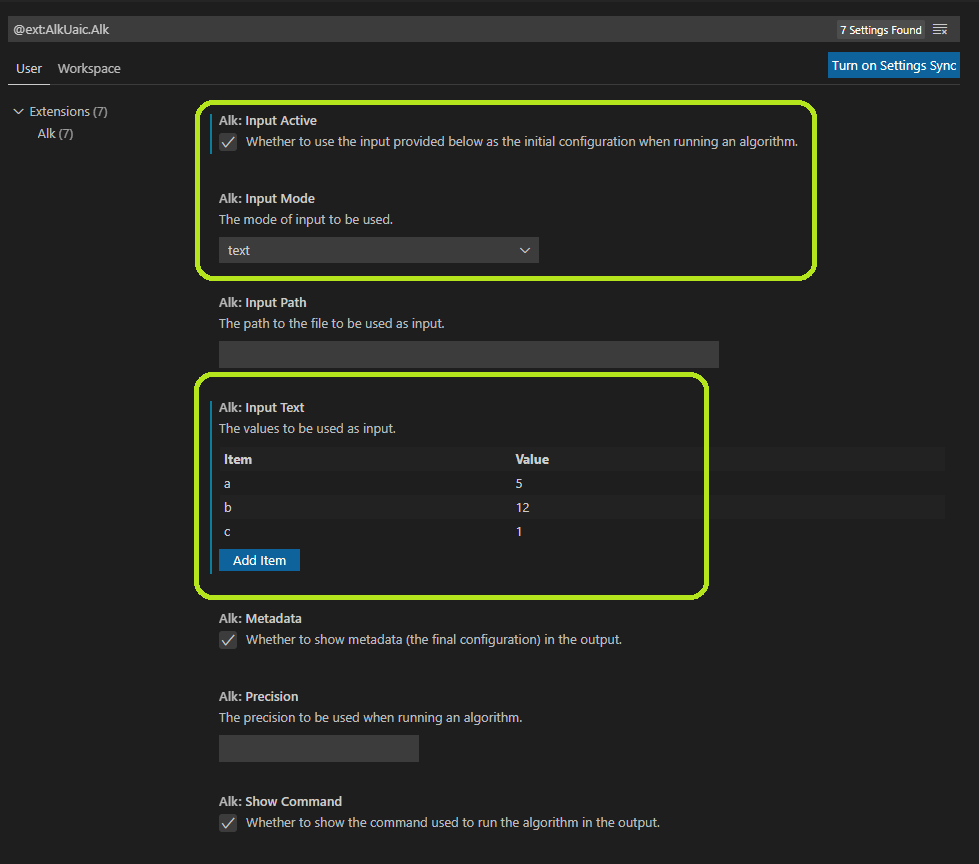 @ext:AlkUaic.Alk
7 Settings Found
User Workspace
Turn on Settings Sync
Extensions (7)
Alk (7)
Alk: Input Active
Whether to use the input provided below as the initial configuration when running an algorithm.
Alk: Input Mode
The mode of input to be used.
text
Alk: Input Path
The path to the file to be used as input.
Alk: Input Text
The values to be used as input.
Item Value
a 5
b 12
c 1
Add Item
Alk: Metadata
Whether to show metadata (the final configuration) in the output.
Alk: Precision
The precision to be used when running an algorithm.
Alk: Show Command
Whether to show the command used to run the algorithm in the output.